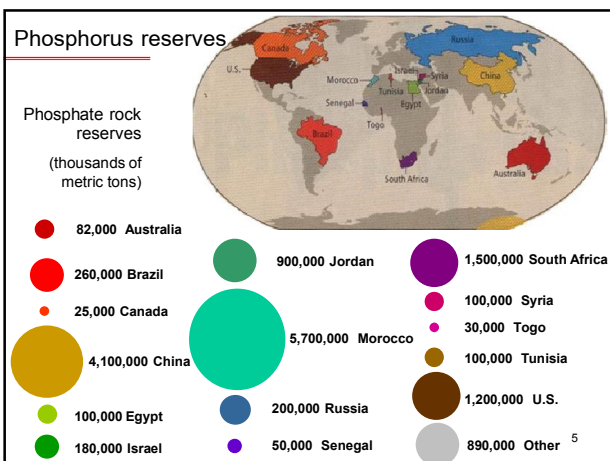 Phosphorus reserves
Phosphate rock
reserves
(thousands of
metric tons)
Canada
U.S.
Russia
Morocco
Israel
Syria
China
Tunisia
Jordan
Senegal
Egypt
Togo
Brazil
South Africa
Australia
82,000 Australia
260,000 Brazil
25,000 Canada
4,100,000 China
100,000 Egypt
180,000 Israel
900,000 Jordan
5,700,000 Morocco
200,000 Russia
50,000 Senegal
1,500,000 South Africa
100,000 Syria
30,000 Togo
100,000 Tunisia
1,200,000 U.S.
890,000 Other
5